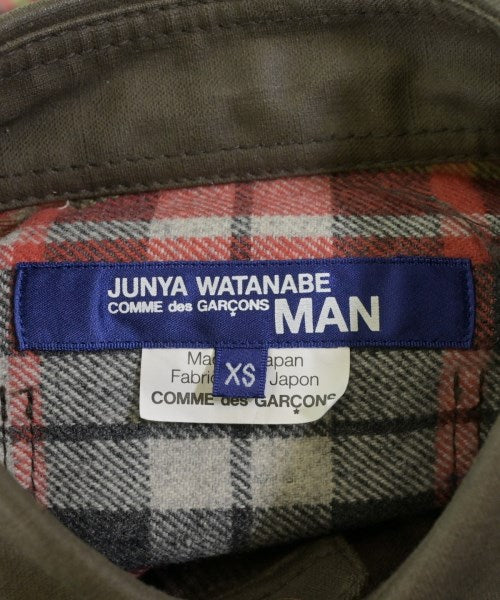 JUNYA WATANABE
COMME des GARÇONS MAN
XS
Japan
Japon
COMME des GARÇONS